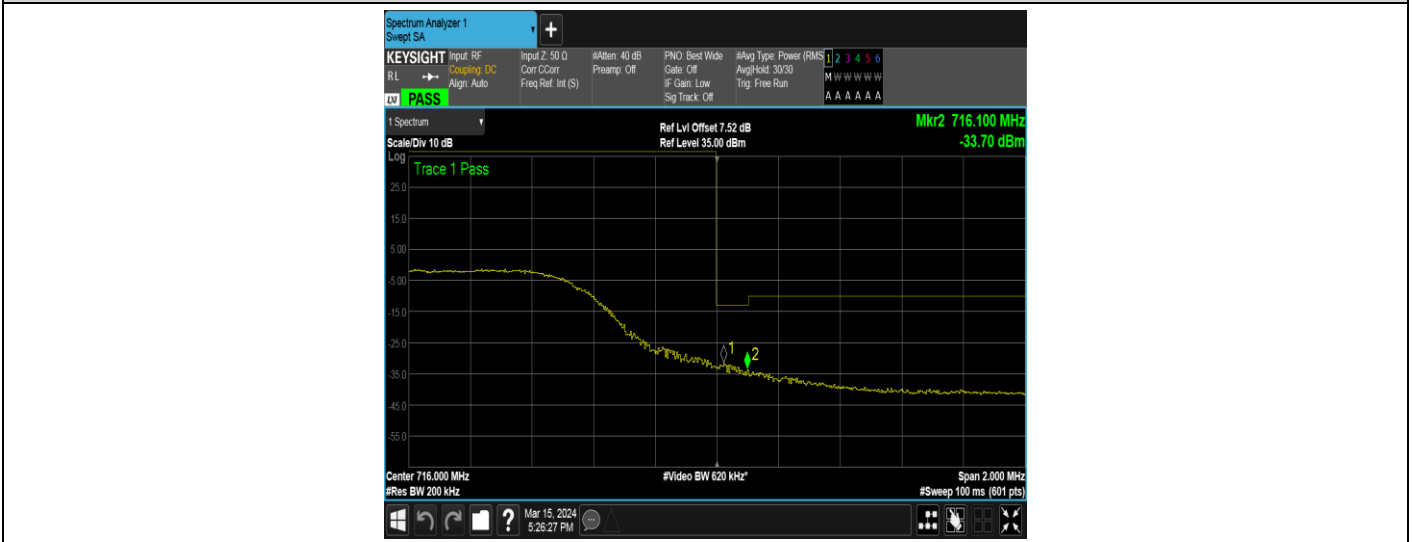 Spectrum Analyzer 1
Swept SA
+
KEYSIGHT Input: RF Input Z: 50 Ω #Atten: 40 dB PNO: Best Wide #Avg Type: Power (RMS 1 2 3 4 5 6
RL Coupling: DC Corr CCorr Preamp: Off Gate: Off Avg|Hold: 30/30 M W W W W W
Align: Auto Freq Ref: Int (S) IF Gain: Low Trig: Free Run
LXI PASS Sig Track: Off A A A A A A
1 Spectrum Ref Lvl Offset 7.52 dB Mkr2 716.100 MHz
Scale/Div 10 dB Ref Level 35.00 dBm -33.70 dBm
Log
Trace 1 Pass
25.0
15.0
5.00
-5.00
-15.0
-25.0
1
2
-35.0
-45.0
-55.0
Center 716.000 MHz #Video BW 620 kHz* Span 2.000 MHz
#Res BW 200 kHz #Sweep 100 ms (601 pts)
? Mar 15, 2024
5:26:27 PM